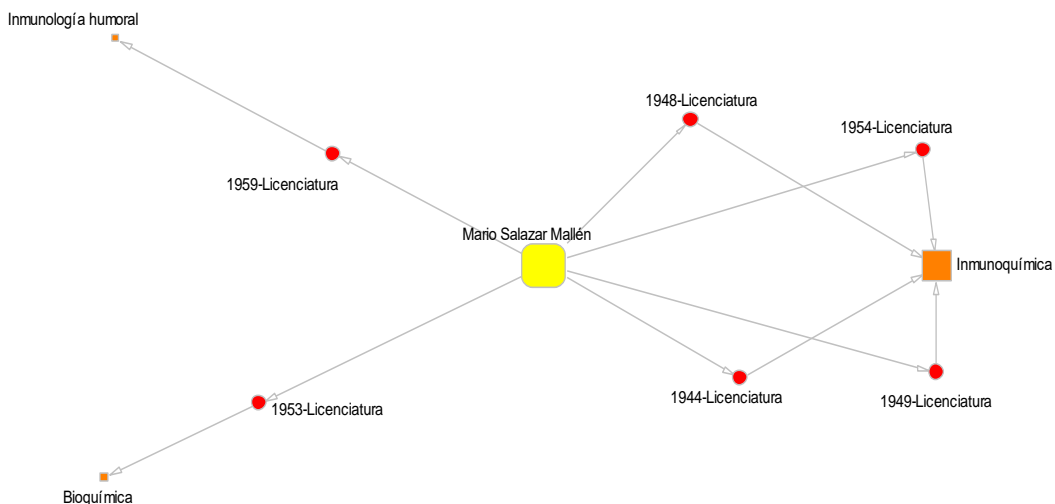 Inmunología humoral
1948-Licenciatura
1954-Licenciatura
1959-Licenciatura
Mario Salazar Mallén
Inmunoquímica
1953-Licenciatura
1944-Licenciatura
1949-Licenciatura
Bioquímica